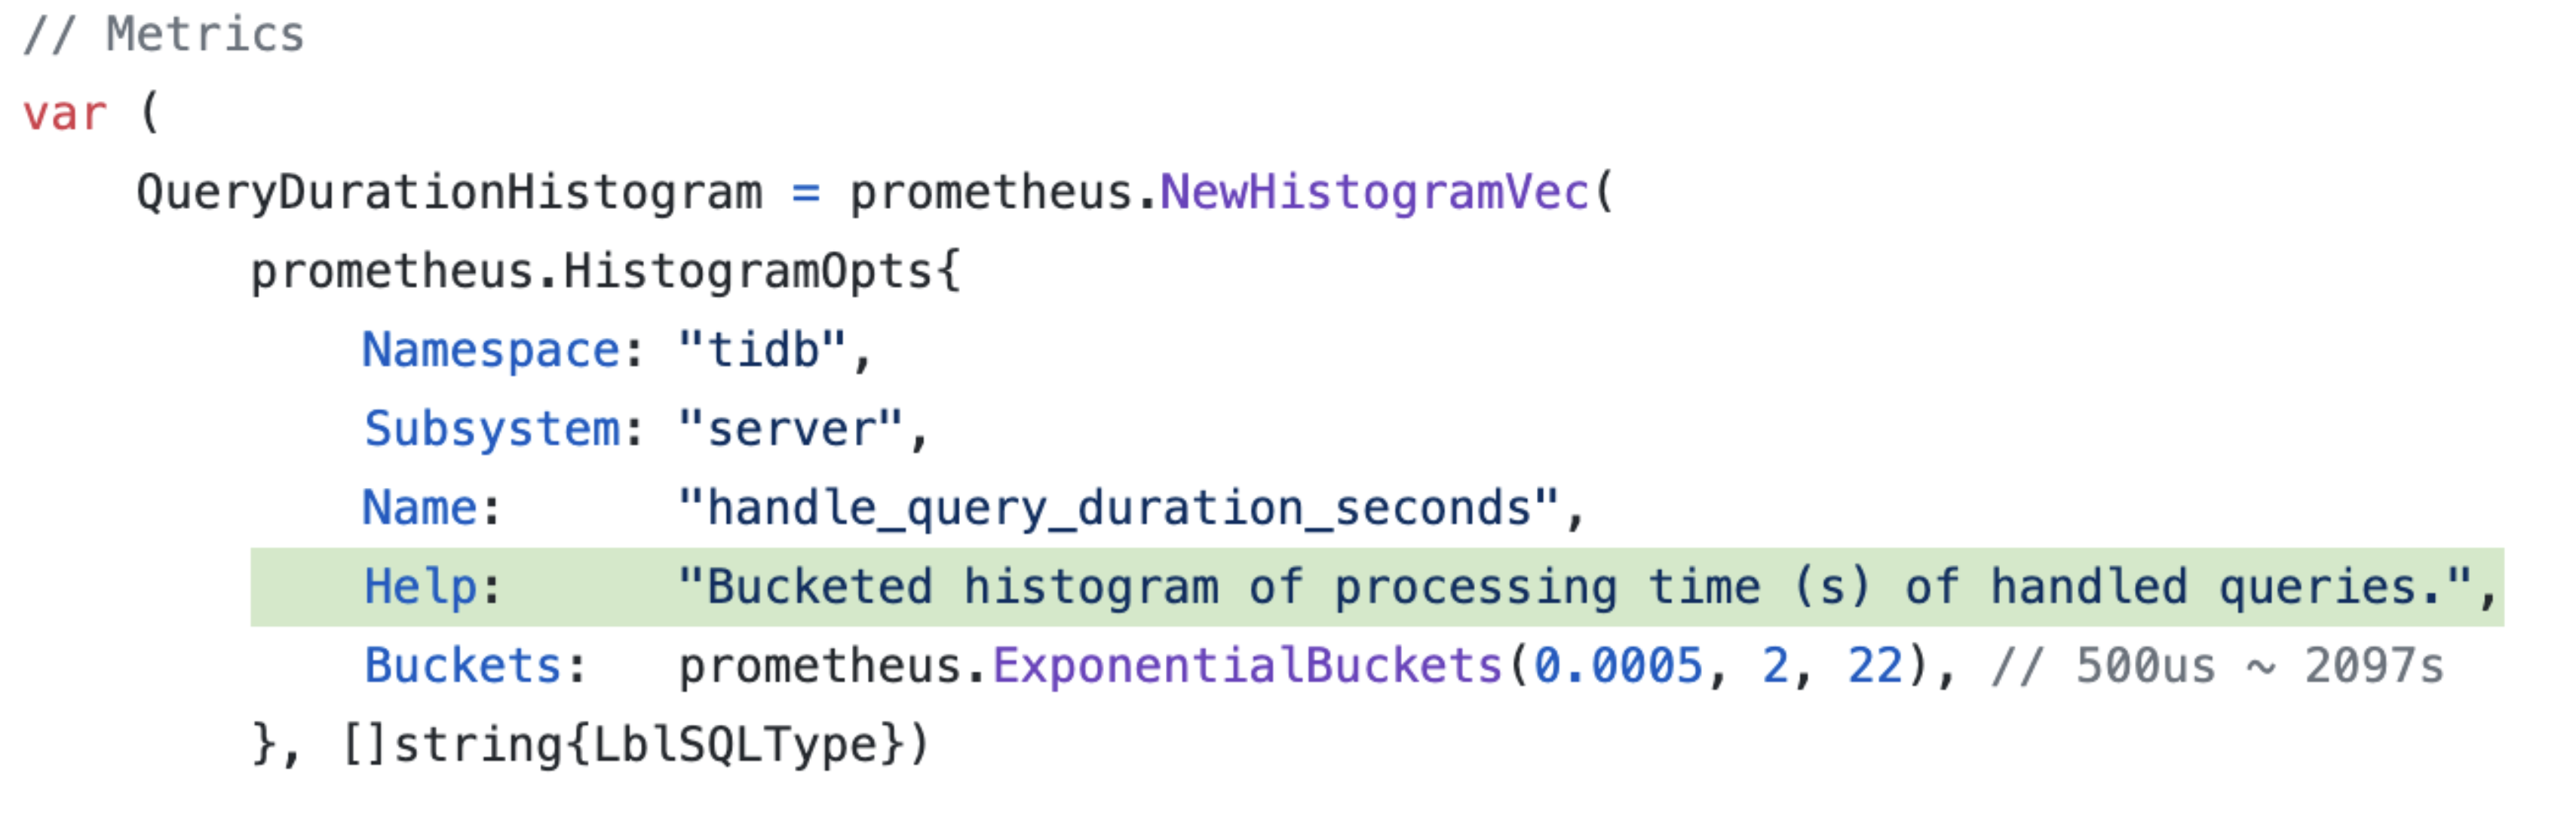 // Metrics
var (
    QueryDurationHistogram = prometheus.NewHistogramVec(
        prometheus.HistogramOpts{
            Namespace: "tidb",
            Subsystem: "server",
            Name:      "handle_query_duration_seconds",
            Help:      "Bucketed histogram of processing time (s) of handled queries.",
            Buckets:   prometheus.ExponentialBuckets(0.0005, 2, 22), // 500us ~ 2097s
        }, []string{LblSQLType})